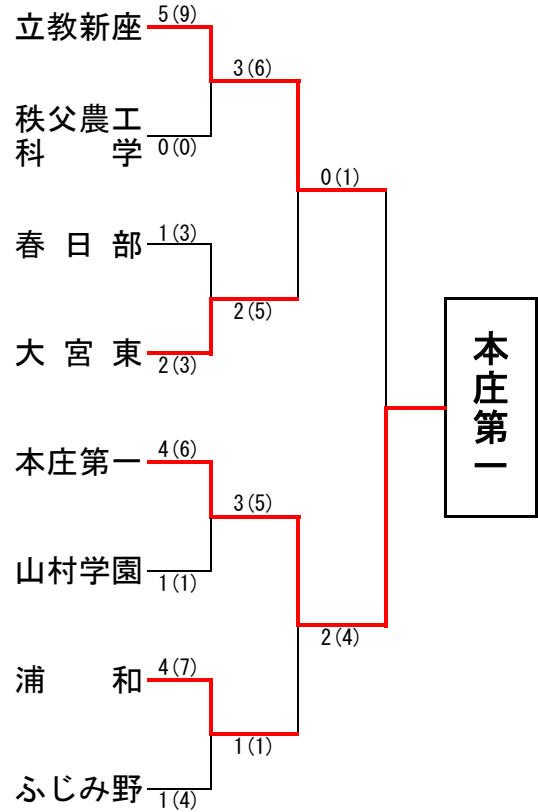 立教新座 5(9)
3(6)
秩父農工
科 学 0(0)
0(1)
春日部 1(3)
2(5)
大宮東 2(3)
本庄第一
本庄第一 4(6)
3(5)
山村学園 1(1)
2(4)
浦 和 4(7)
1(1)
ふじみ野 1(4)